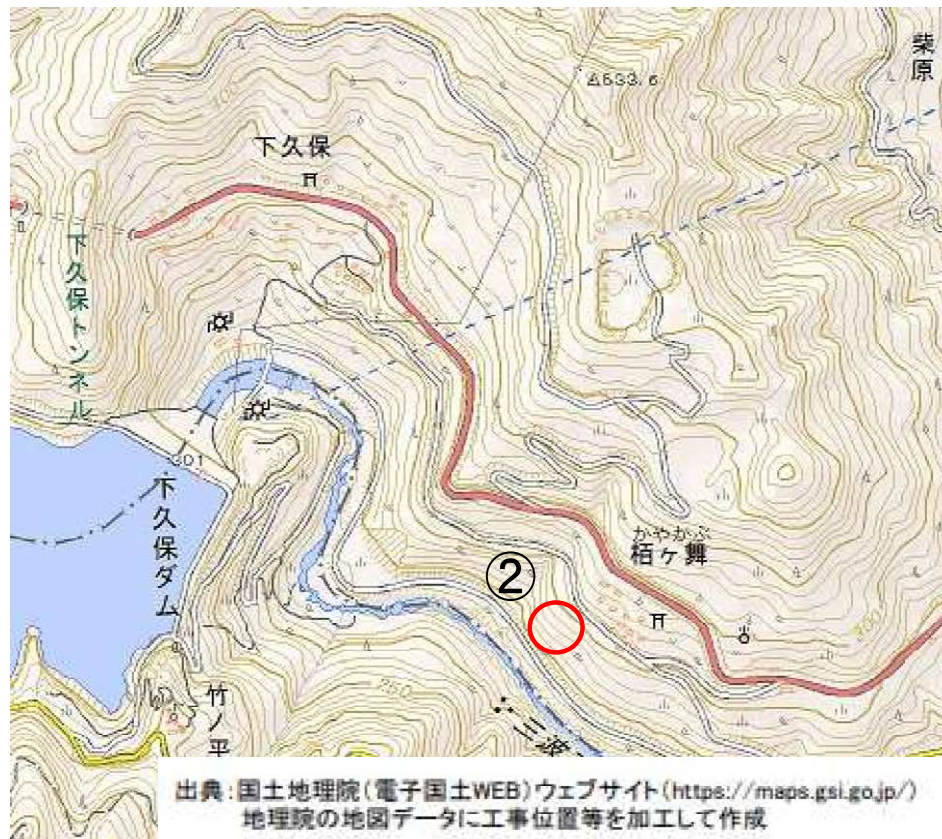 柴原
633.6
下久保
下久保トンネル
301
下久保ダム
かやかぶ
栢ヶ舞
②
竹ノ平
250
三波
出典:国土地理院(電子国土WEB)ウェブサイト(https://maps.gsi.go.jp/)
地理院の地図データに工事位置等を加工して作成